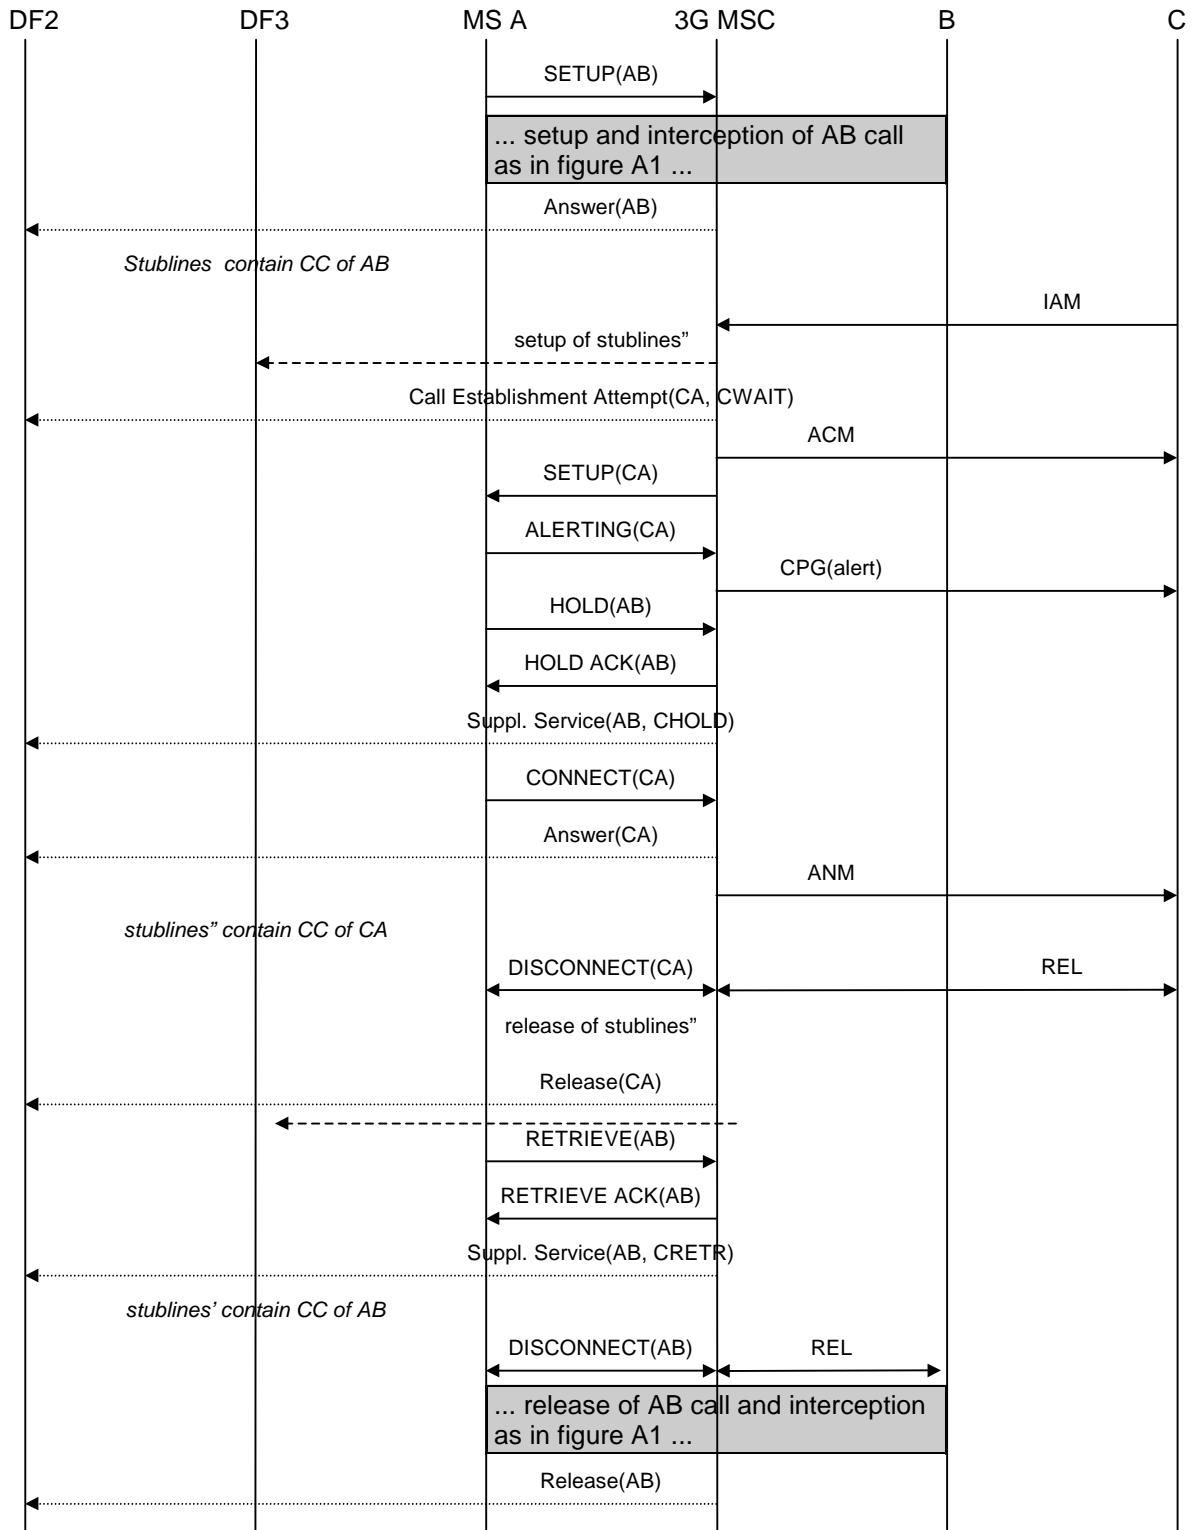 DF2 DF3 MS A 3G MSC B C
SETUP(AB)
... setup and interception of AB call
as in figure A1 ...
Answer(AB)
Stublines contain CC of AB
IAM
setup of stublines”
Call Establishment Attempt(CA, CWAIT)
ACM
SETUP(CA)
ALERTING(CA)
CPG(alert)
HOLD(AB)
HOLD ACK(AB)
Suppl. Service(AB, CHOLD)
CONNECT(CA)
Answer(CA)
ANM
stublines” contain CC of CA
DISCONNECT(CA) REL
release of stublines”
Release(CA)
RETRIEVE(AB)
RETRIEVE ACK(AB)
Suppl. Service(AB, CRETR)
stublines’ contain CC of AB
DISCONNECT(AB) REL
... release of AB call and interception
as in figure A1 ...
Release(AB)